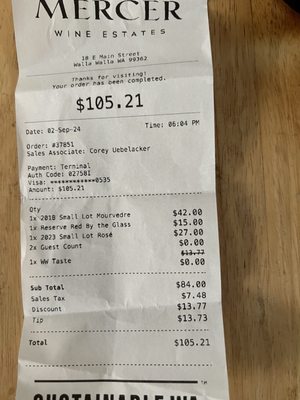 MERCER
WINE ESTATES
18 E Main Street
Walla Walla WA 99362
Thanks for visiting!
Your order has been completed.
$105.21
Date: 02-Sep-24 Time: 06:04 PM
Order: #37851
Sales Associate: Corey Uebelacker
Payment: Terminal
Auth Code: 02758I
Visa: ************0535
Amount: $105.21
Qty
1x 2018 Small Lot Mourvedre $42.00
1x Reserve Red By the Glass $15.00
1x 2023 Small Lot Rosé $27.00
2x Guest Count $0.00
$13.77
1x WW Taste $0.00
Sub Total $84.00
Sales Tax $7.48
Discount $13.77
Tip $13.73
Total $105.21
SUSTAINABLE WA